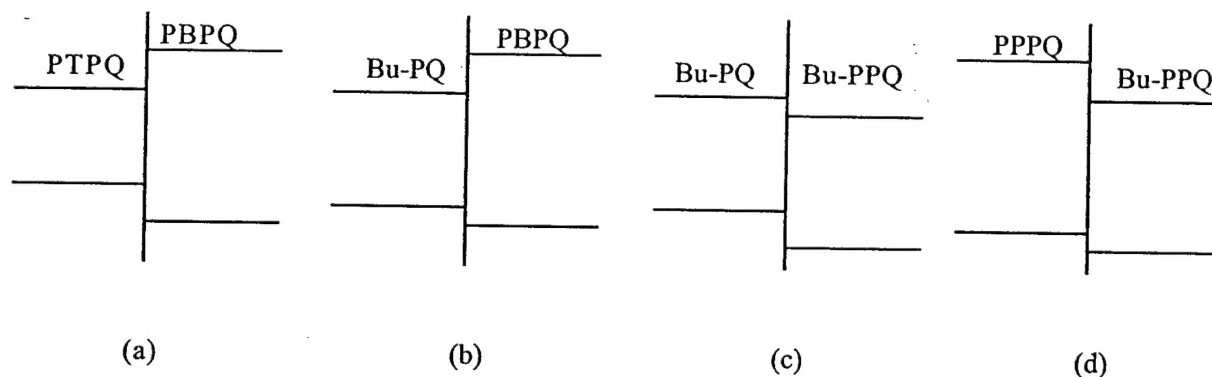 PTPQ PBPQ
Bu-PQ PBPQ
Bu-PQ Bu-PPQ
PPPQ Bu-PPQ
(a) (b) (c) (d)